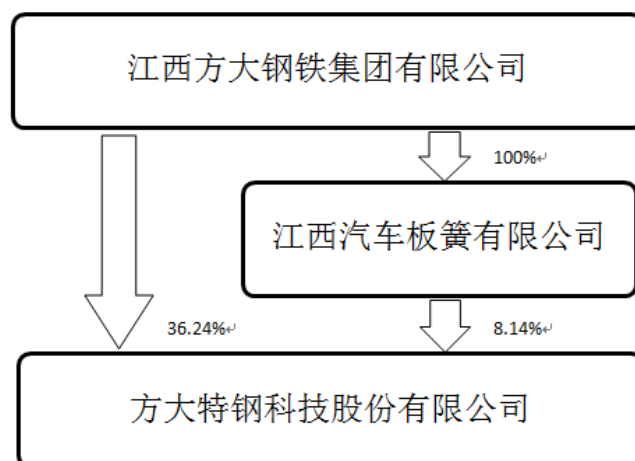 江西方大钢铁集团有限公司
100%↵
江西汽车板簧有限公司
36.24%↵
8.14%↵
方大特钢科技股份有限公司